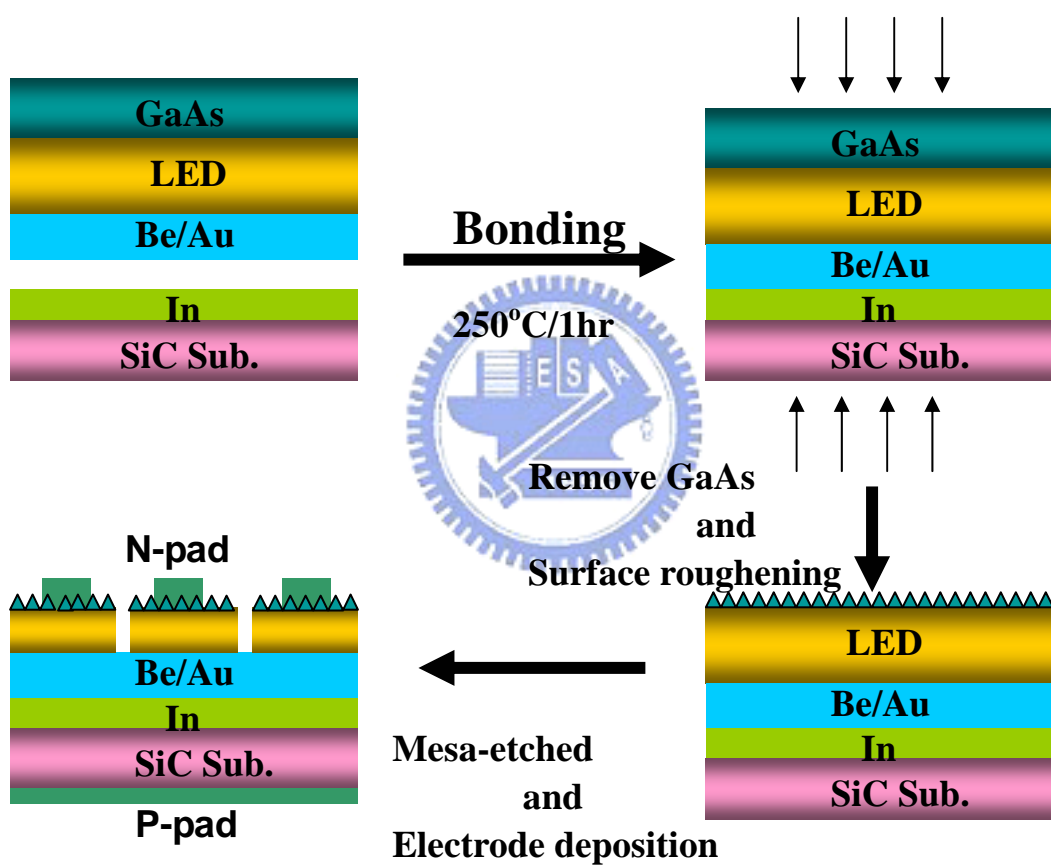 GaAs
LED
Be/Au
In
SiC Sub.
Bonding
250°C/1hr
GaAs
LED
Be/Au
In
SiC Sub.
E S A
Remove GaAs
and
Surface roughening
LED
Be/Au
In
SiC Sub.
Mesa-etched
and
Electrode deposition
N-pad
Be/Au
In
SiC Sub.
P-pad